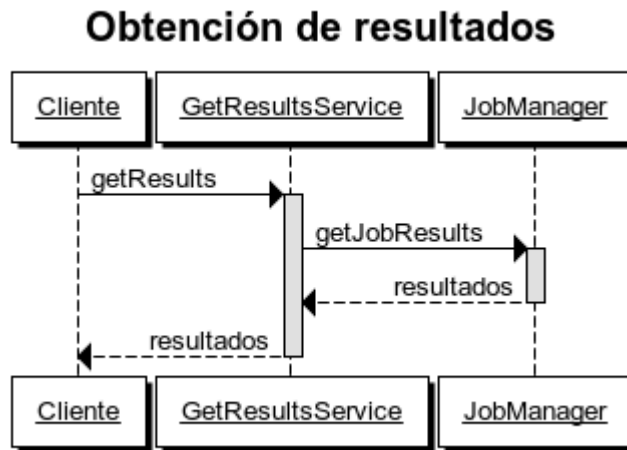 Obtención de resultados
Cliente GetResultsService JobManager
getResults
getJobResults
resultados
resultados
Cliente GetResultsService JobManager